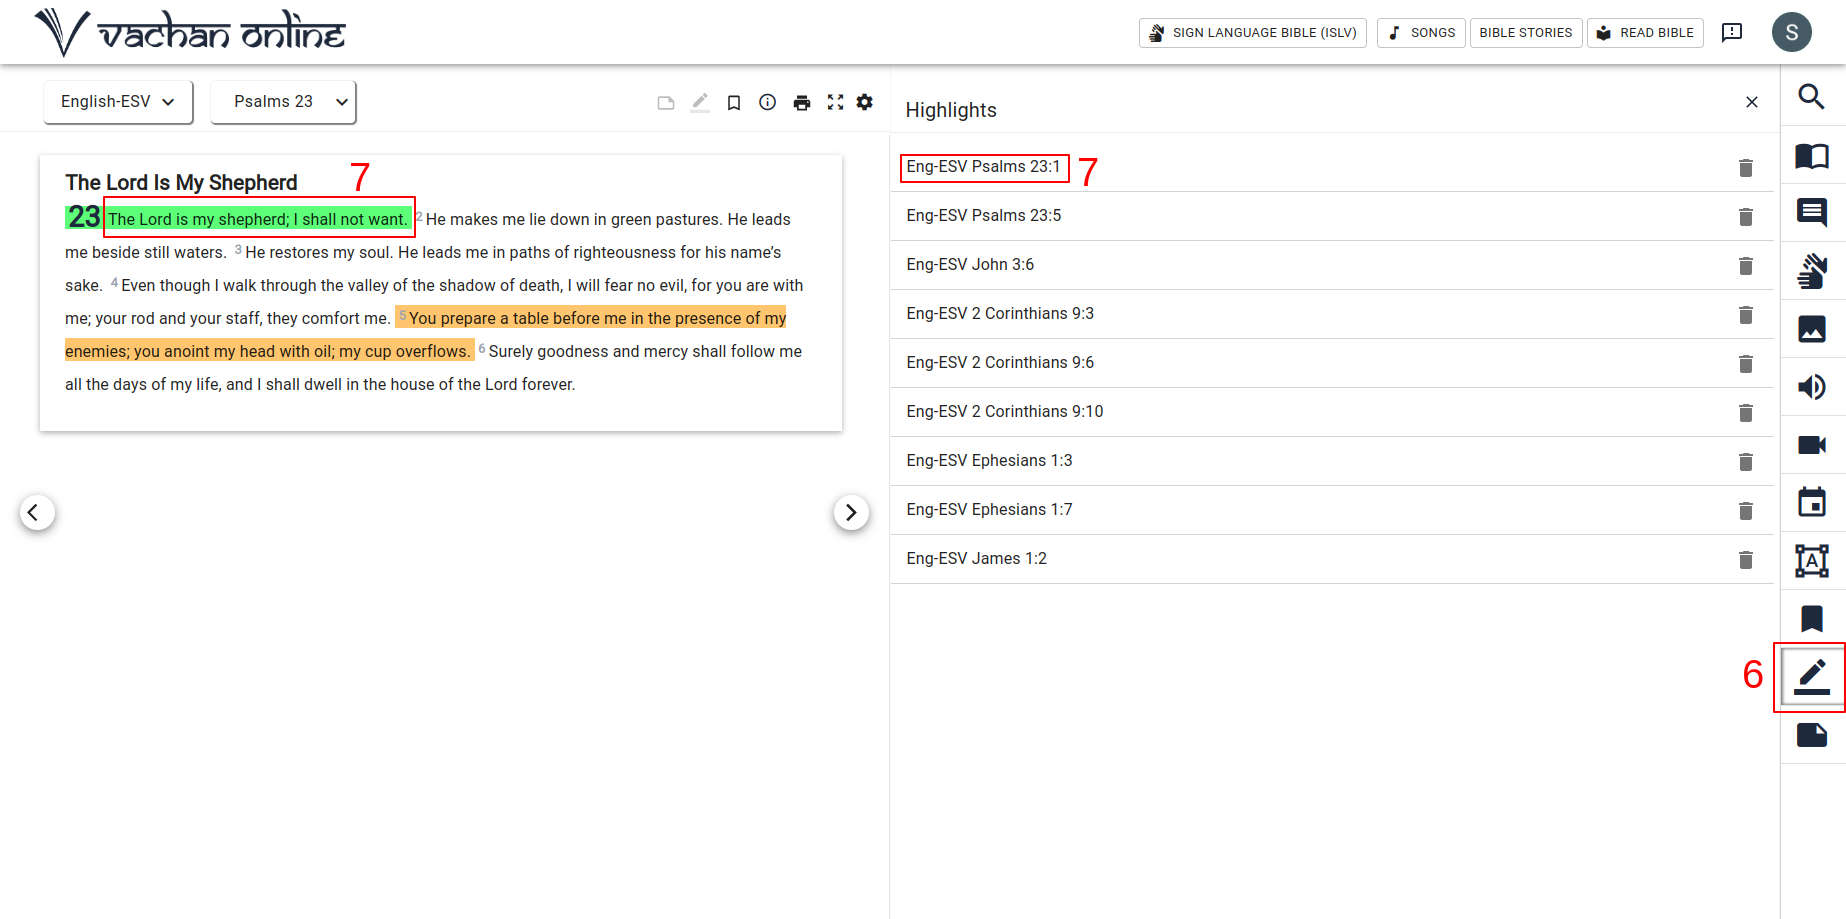 vachan online
SIGN LANGUAGE BIBLE (ISLV)
SONGS
BIBLE STORIES
READ BIBLE
S
English-ESV
Psalms 23
The Lord Is My Shepherd
7
23 The Lord is my shepherd; I shall not want. 2 He makes me lie down in green pastures. He leads
me beside still waters. 3 He restores my soul. He leads me in paths of righteousness for his name’s
sake. 4 Even though I walk through the valley of the shadow of death, I will fear no evil, for you are with
me; your rod and your staff, they comfort me. 5 You prepare a table before me in the presence of my
enemies; you anoint my head with oil; my cup overflows. 6 Surely goodness and mercy shall follow me
all the days of my life, and I shall dwell in the house of the Lord forever.
Highlights
Eng-ESV Psalms 23:1
7
Eng-ESV Psalms 23:5
Eng-ESV John 3:6
Eng-ESV 2 Corinthians 9:3
Eng-ESV 2 Corinthians 9:6
Eng-ESV 2 Corinthians 9:10
Eng-ESV Ephesians 1:3
Eng-ESV Ephesians 1:7
Eng-ESV James 1:2
A
6